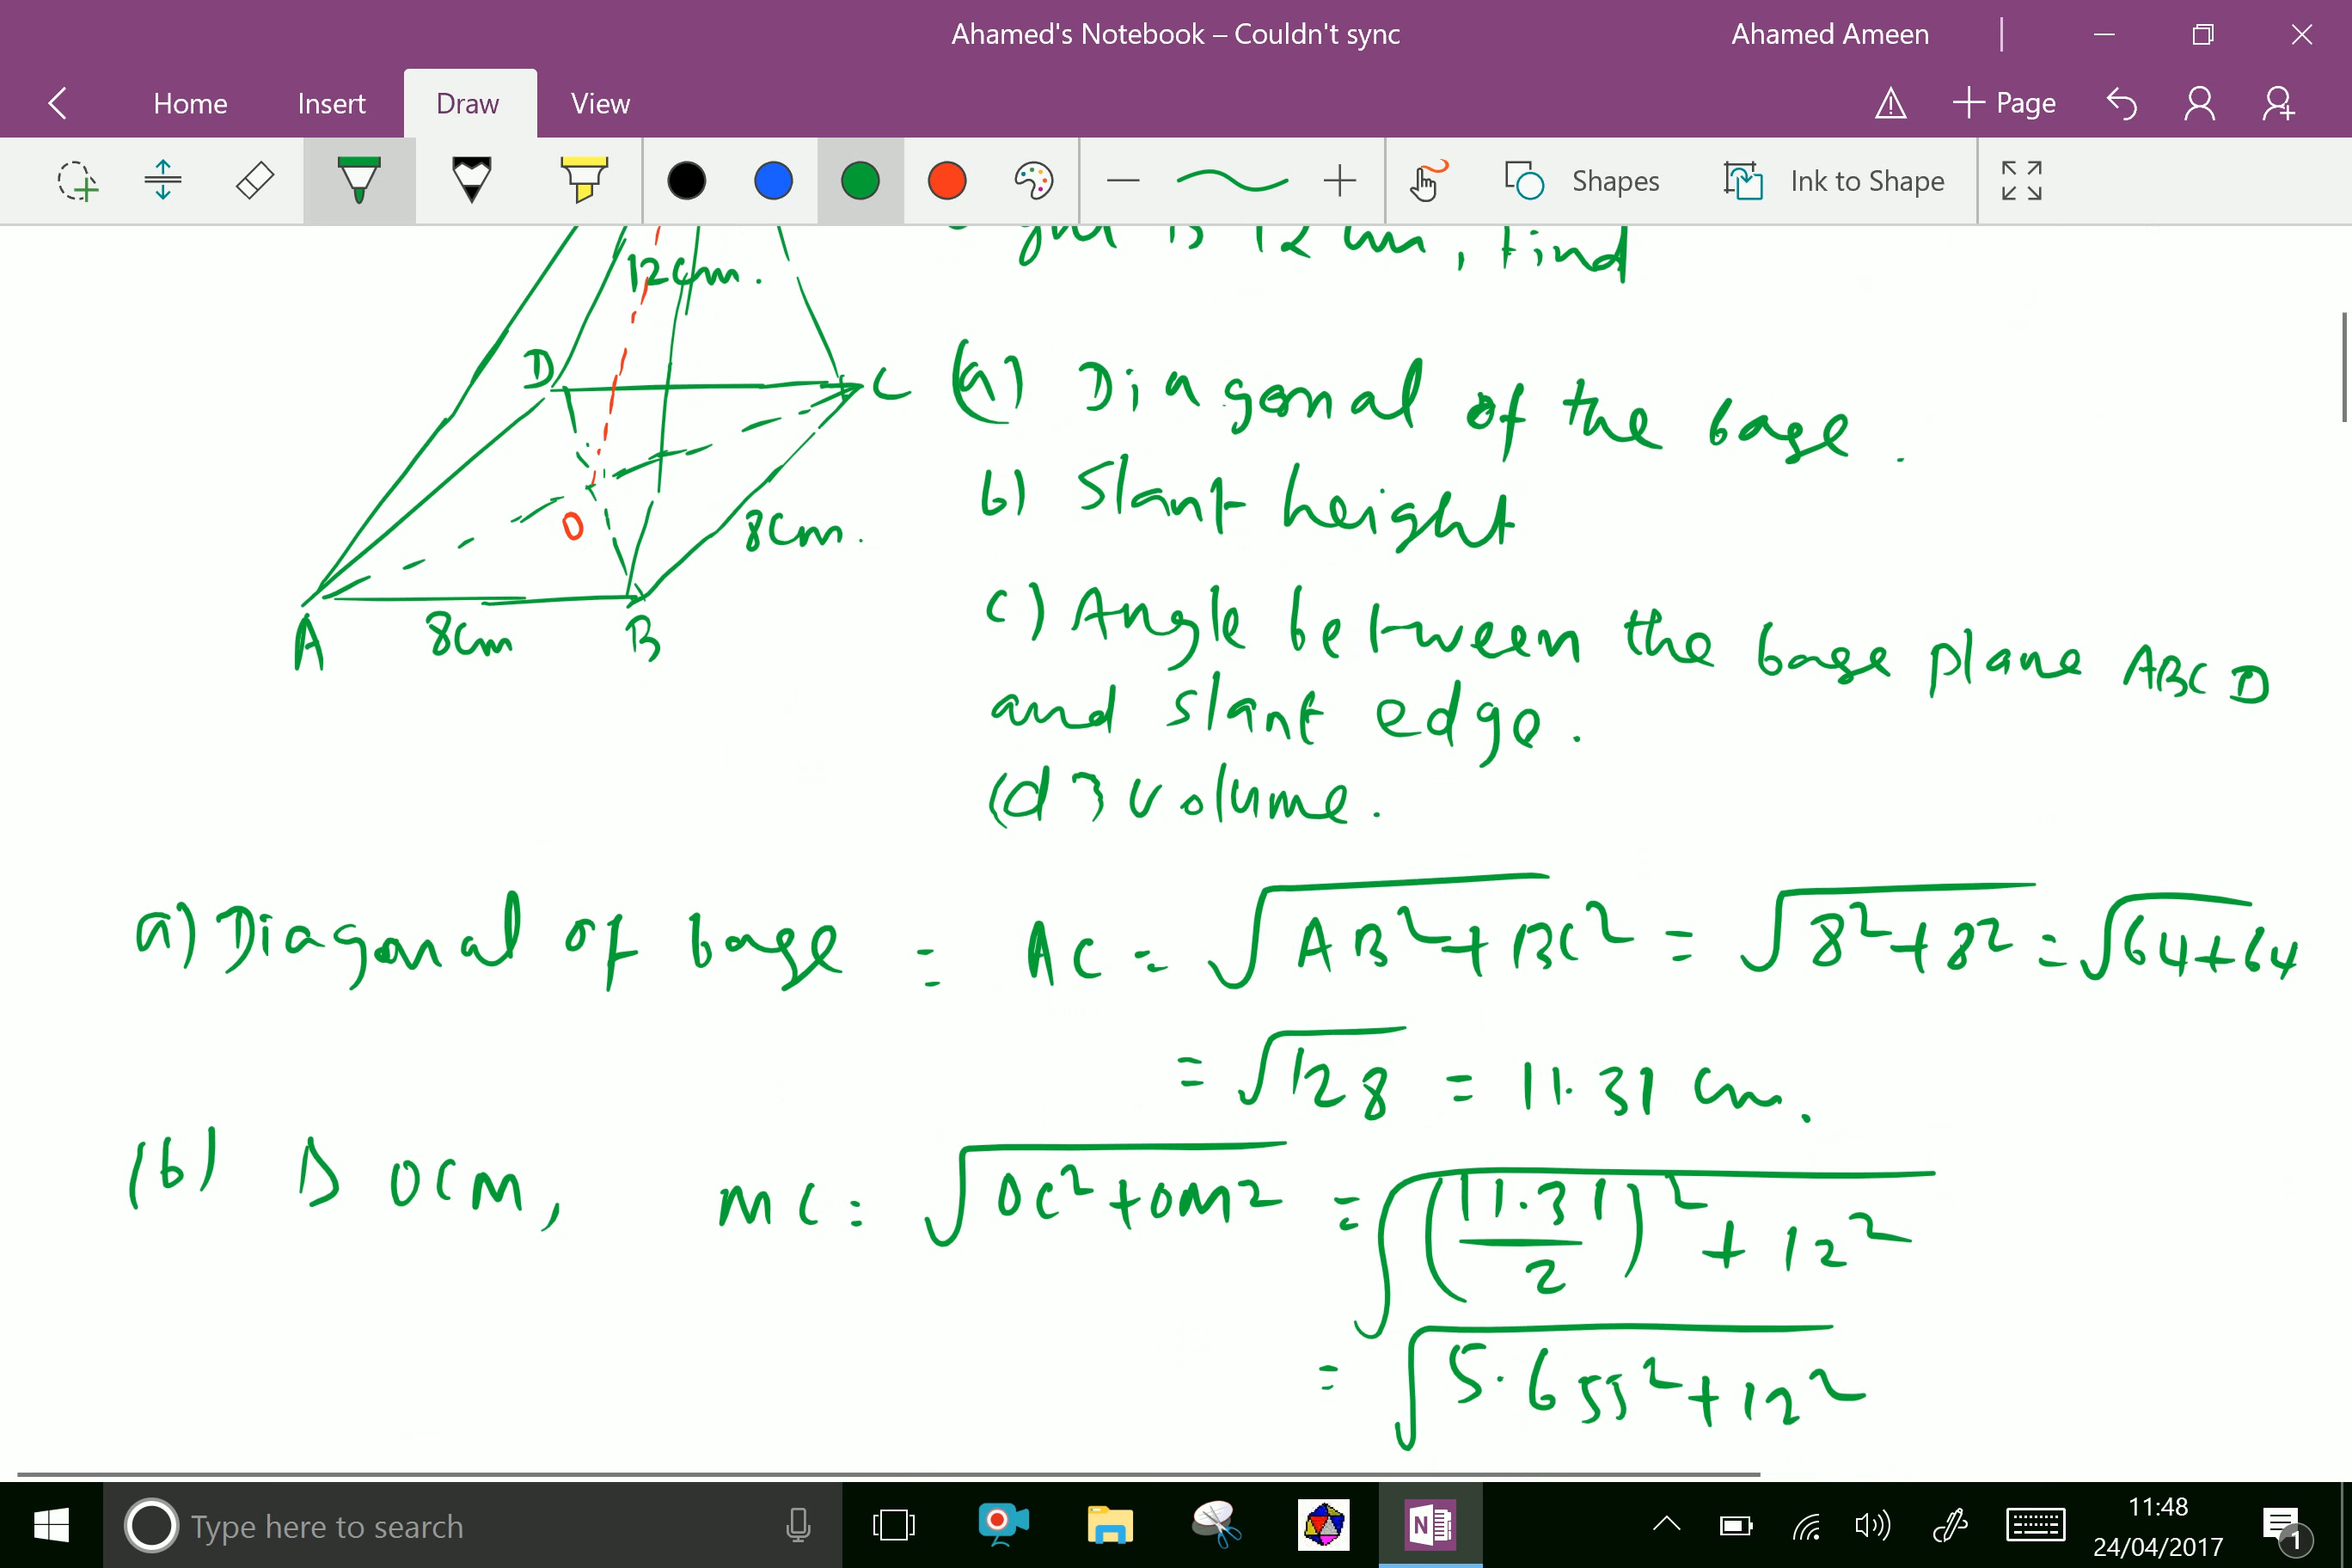 Ahamed's Notebook – Couldn't sync
Ahamed Ameen
Home Insert Draw View
Page
Shapes
Ink to Shape
is 12 cm, find
12cm.
D
C
(a) Diagonal of the base.
b) Slant height
O
8cm.
A
8cm
B
c) Angle between the base plane ABCD
and slant edge.
(d) volume.
a) Diagonal of base = AC = √AB²+BC² = √8²+8² = √64+64
= √128 = 11.31 cm.
(b) Δ OCM, MC = √OC²+OM² = √(11.31/2)²+12²
= √5.655²+12²
Type here to search
N
11:48
24/04/2017
1